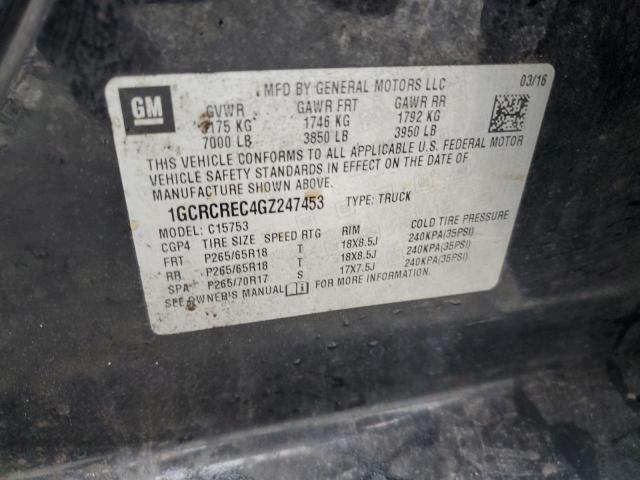 GM
MFD BY GENERAL MOTORS LLC 03/16
GVWR GAWR FRT GAWR RR
3175 KG 1746 KG 1792 KG
7000 LB 3850 LB 3950 LB
THIS VEHICLE CONFORMS TO ALL APPLICABLE U.S. FEDERAL MOTOR
VEHICLE SAFETY STANDARDS IN EFFECT ON THE DATE OF
MANUFACTURE SHOWN ABOVE.
1GCRCREC4GZ247453 TYPE: TRUCK
MODEL: C15753
CGP4 TIRE SIZE SPEED RTG RIM COLD TIRE PRESSURE
FRT P265/65R18 T 18X8.5J 240KPA(35PSI)
RR P265/65R18 T 18X8.5J 240KPA(35PSI)
SPA P265/70R17 S 17X7.5J 240KPA(35PSI)
SEE OWNER'S MANUAL i FOR MORE INFORMATION.